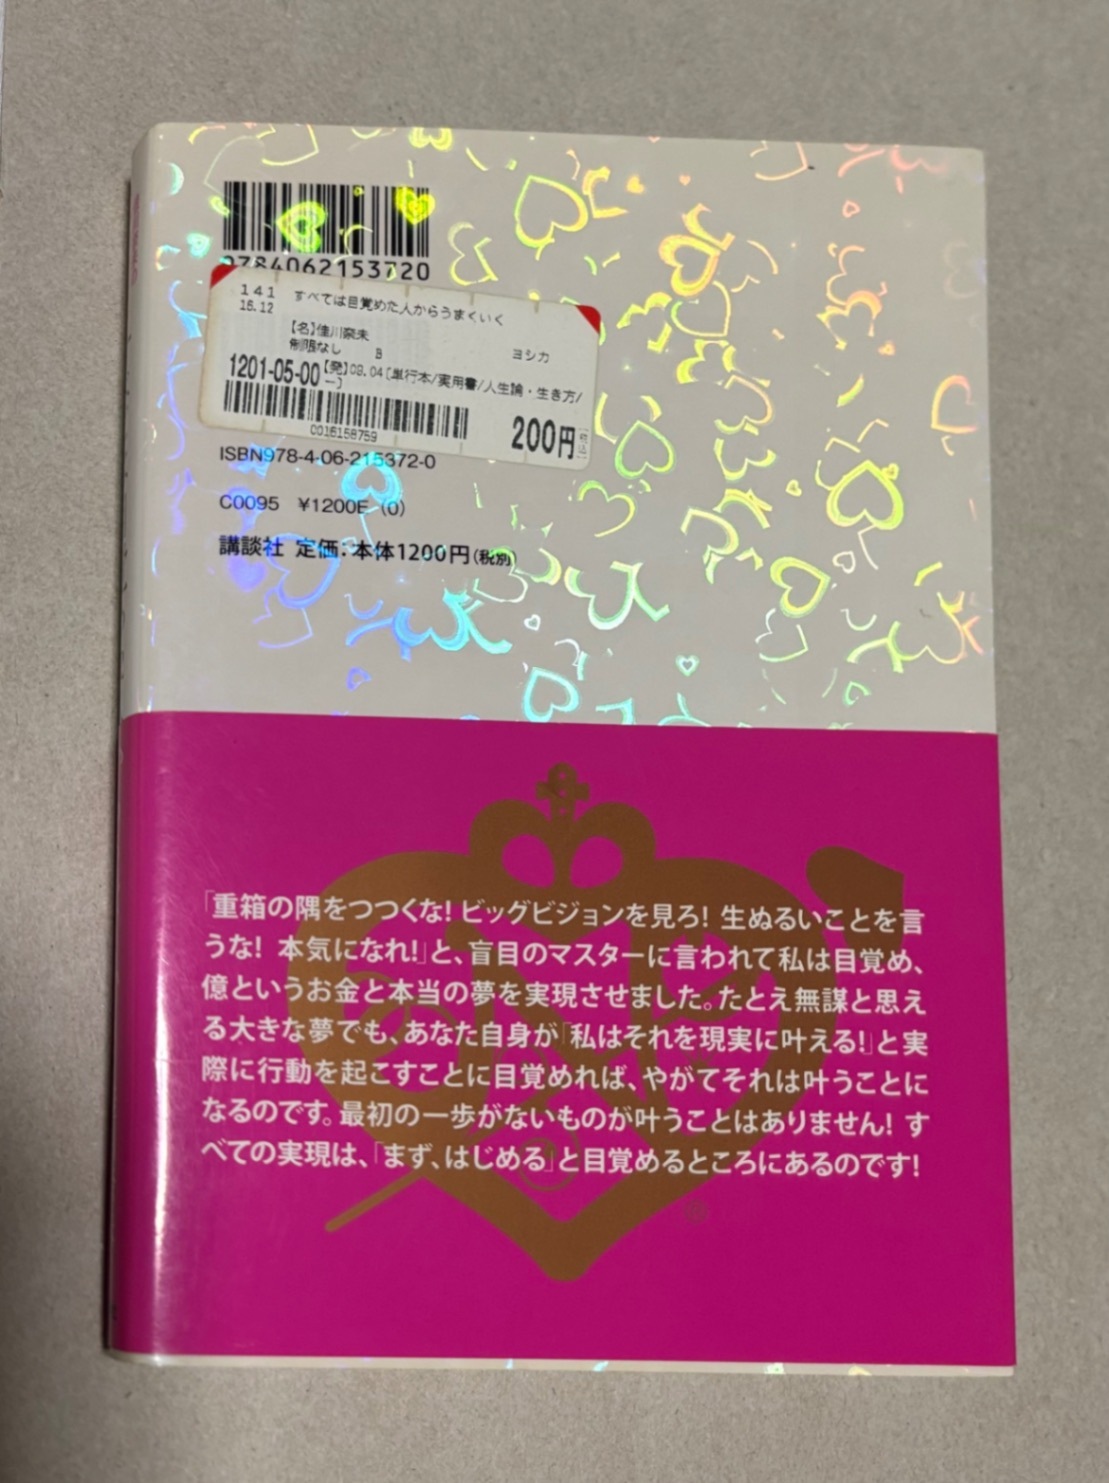 9784062153720
141 すべては目覚めた人からうまくいく
16.12
【名】佳川奈未
制限なし B ヨシカ
1201-05-00【発】09.04[単行本/実用書/人生論・生き方/
ー]
0016158759
200円
ISBN978-4-06-215372-0
C0095 ¥1200E (0)
講談社 定価:本体1200円(税別)
「重箱の隅をつつくな! ビッグビジョンを見ろ! 生ぬるいことを言
うな! 本気になれ!」と、盲目のマスターに言われて私は目覚め、
億というお金と本当の夢を実現させました。たとえ無謀と思え
る大きな夢でも、あなた自身が「私はそれを現実に叶える!」と実
際に行動を起こすことに目覚めれば、やがてそれは叶うことに
なるのです。最初の一歩がないものが叶うことはありません! す
べての実現は、「まず、はじめる」と目覚めるところにあるのです!